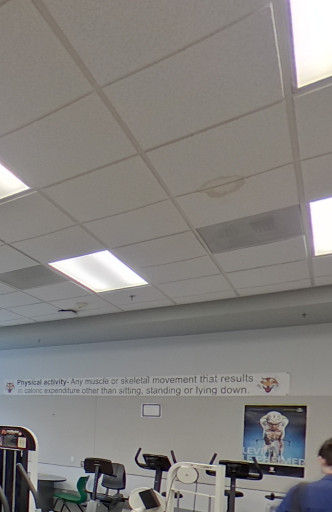 Physical activity- Any muscle or skeletal movement that results
in caloric expenditure other than sitting, standing or lying down.